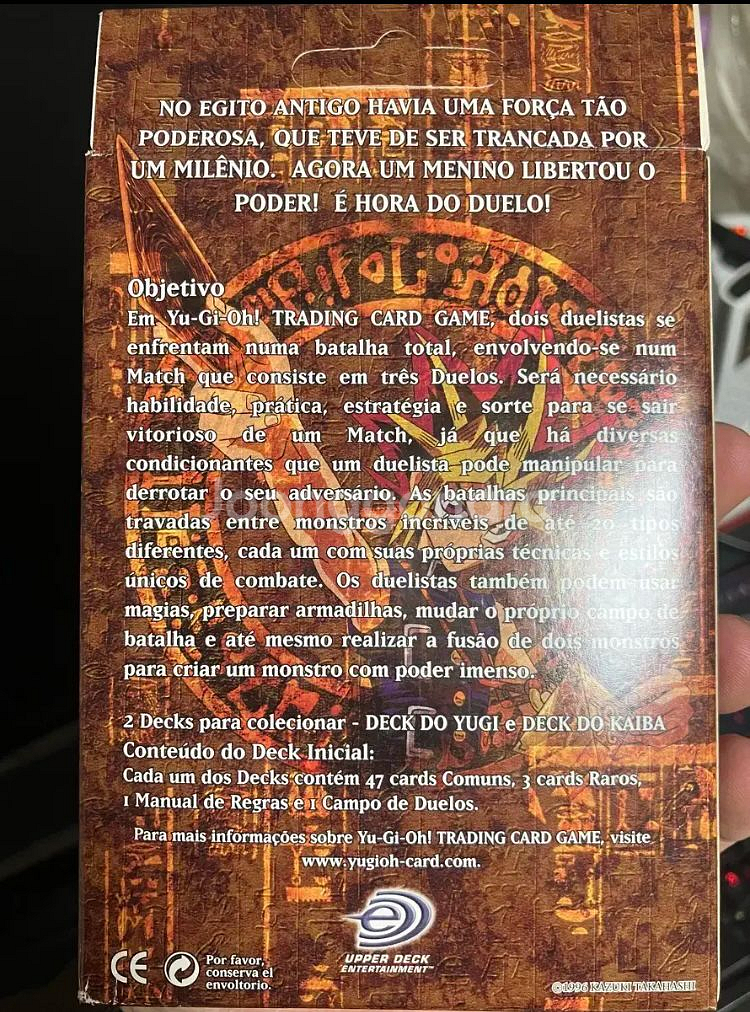 NO EGITO ANTIGO HAVIA UMA FORÇA TÃO
PODEROSA, QUE TEVE DE SER TRANCADA POR
UM MILÊNIO. AGORA UM MENINO LIBERTOU O
PODER! É HORA DO DUELO!
Objetivo
Em Yu-Gi-Oh! TRADING CARD GAME, dois duelistas se
enfrentam numa batalha total, envolvendo-se num
Match que consiste em três Duelos. Será necessário
habilidade, prática, estratégia e sorte para se sair
vitorioso de um Match, já que há diversas
condicionantes que um duelista pode manipular para
derrotar o seu adversário. As batalhas principais são
travadas entre monstros incríveis de até 20 tipos
diferentes, cada um com suas próprias técnicas e estilos
únicos de combate. Os duelistas também podem usar
magias, preparar armadilhas, mudar o próprio campo de
batalha e até mesmo realizar a fusão de dois monstros
para criar um monstro com poder imenso.
2 Decks para colecionar - DECK DO YUGI e DECK DO KAIBA
Conteúdo do Deck Inicial:
Cada um dos Decks contém 47 cards Comuns, 3 cards Raros,
1 Manual de Regras e 1 Campo de Duelos.
Para mais informações sobre Yu-Gi-Oh! TRADING CARD GAME, visite
www.yugioh-card.com.
UPPER DECK
ENTERTAINMENT™
CE
Por favor,
conserva el
envoltorio.
©1996 KAZUKI TAKAHASHI